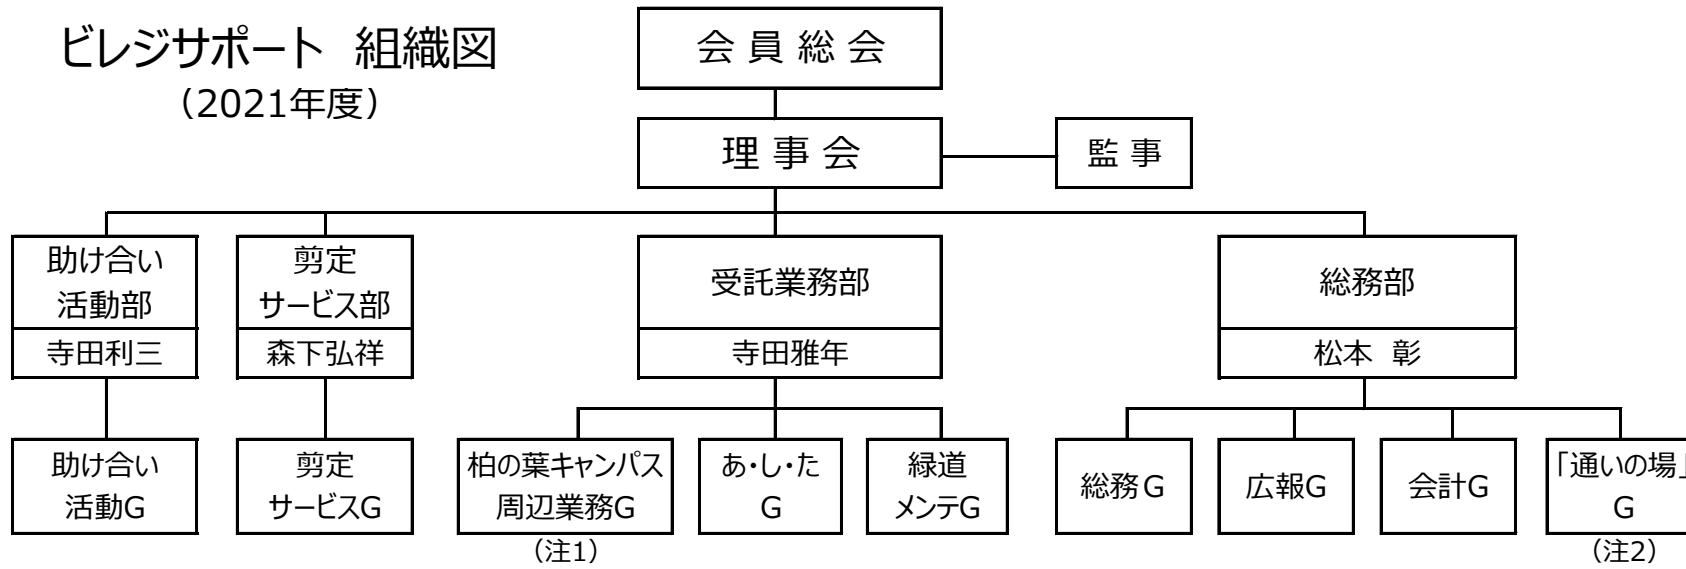 ビレジサポート 組織図
（2021年度）
会 員 総 会
理 事 会
監 事
助け合い
活動部
寺田利三
剪定
サービス部
森下弘祥
受託業務部
寺田雅年
総務部
松本 彰
助け合い
活動G
剪定
サービスG
柏の葉キャンパス
周辺業務G
（注1）
あ・し・た
G
緑道
メンテG
総務G
広報G
会計G
「通いの場」
G
（注2）